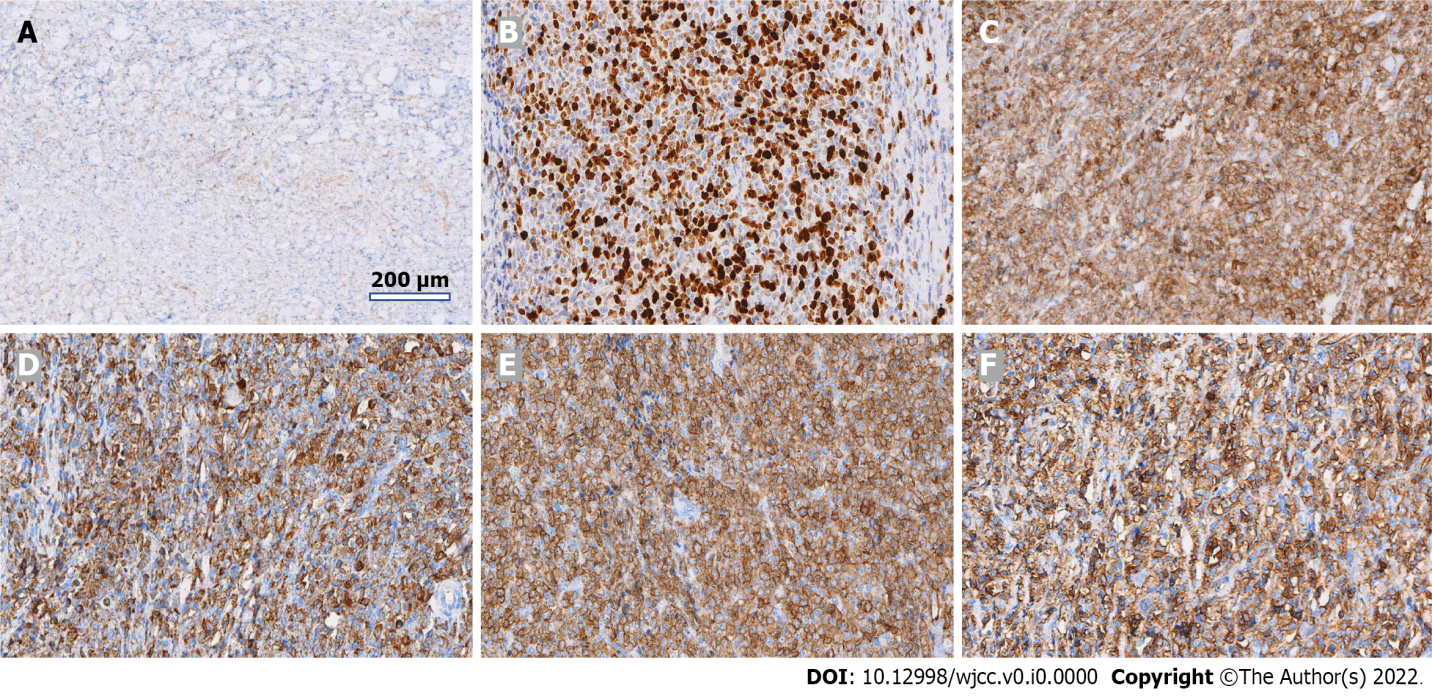 A
B
C
200 μm
D
E
F
DOI: 10.12998/wjcc.v0.i0.0000 Copyright ©The Author(s) 2022.